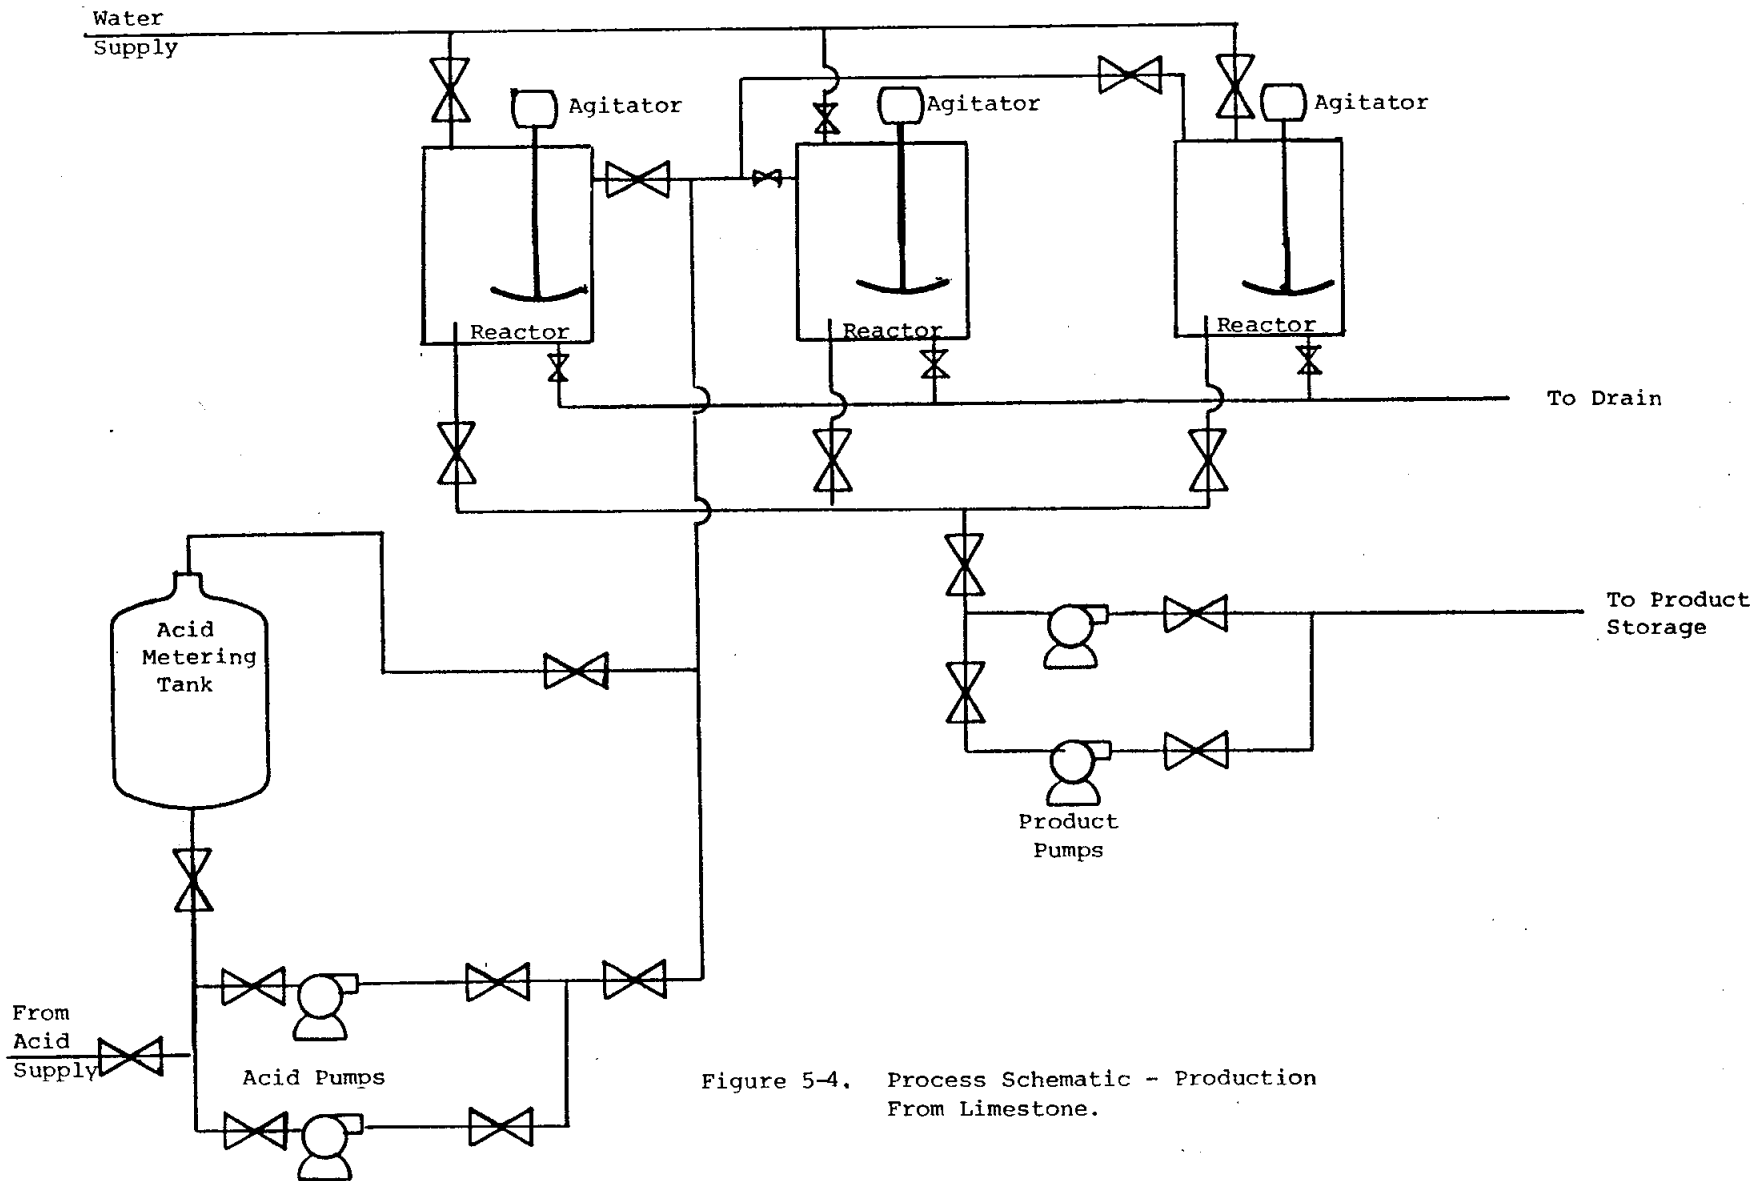 Water
Supply
Agitator
Agitator
Agitator
Reactor
Reactor
Reactor
To Drain
To Product
Storage
Acid
Metering
Tank
Product
Pumps
From
Acid
Supply
Acid Pumps
Figure 5-4. Process Schematic - Production
From Limestone.